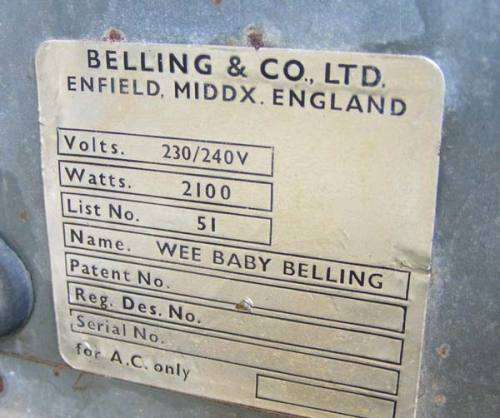 BELLING & CO., LTD.
ENFIELD, MIDDX. ENGLAND
Volts. 230/240V
Watts. 2100
List No. 51
Name. WEE BABY BELLING
Patent No.
Reg. Des. No.
Serial No.
for A.C. only